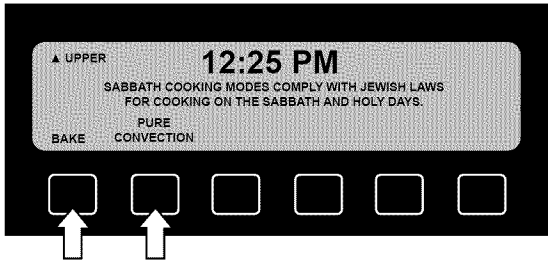 ▲ UPPER
12:25 PM
SABBATH COOKING MODES COMPLY WITH JEWISH LAWS
FOR COOKING ON THE SABBATH AND HOLY DAYS.
BAKE
PURE
CONVECTION